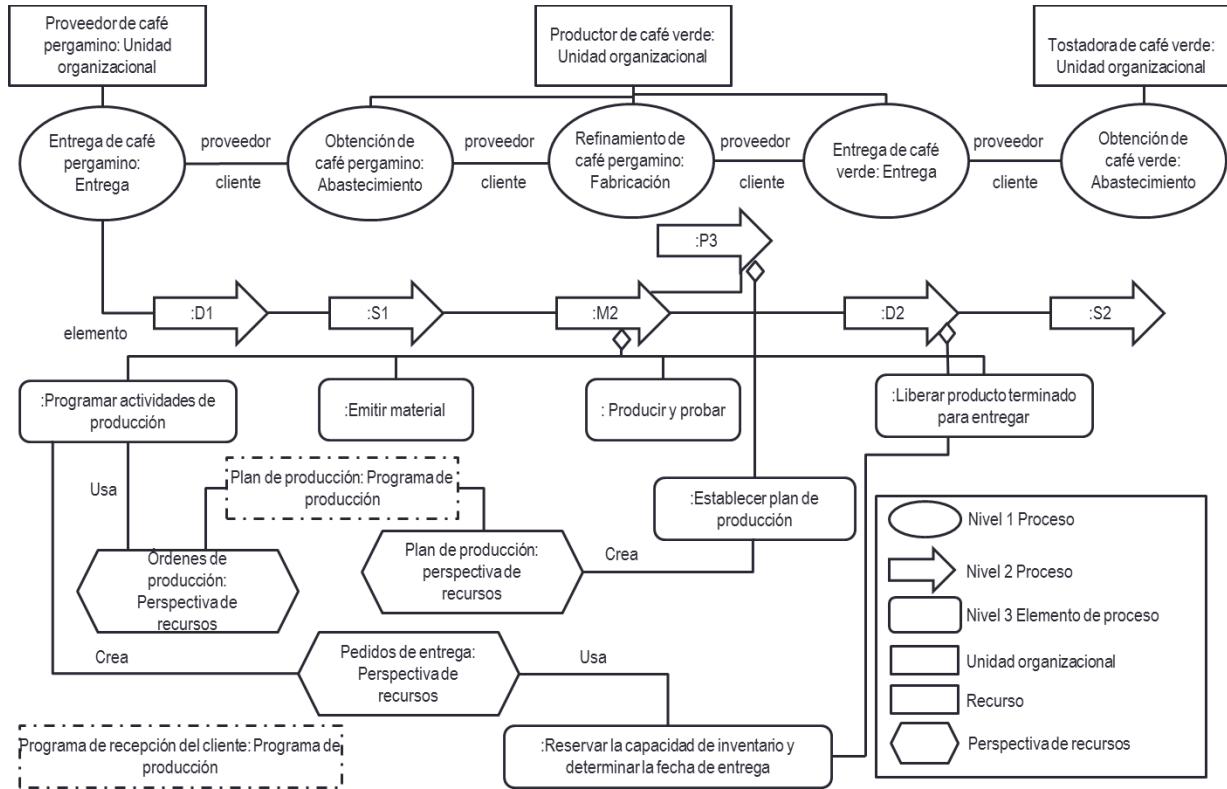 Proveedor de café
pergamino: Unidad
organizacional
Productor de café verde:
Unidad organizacional
Tostadora de café verde:
Unidad organizacional
Entrega de café
pergamino:
Entrega
proveedor
cliente
Obtención de
café pergamino:
Abastecimiento
proveedor
cliente
Refinamiento de
café pergamino:
Fabricación
proveedor
cliente
Entrega de café
verde: Entrega
proveedor
cliente
Obtención de
café verde:
Abastecimiento
:P3
elemento
:D1
:S1
:M2
:D2
:S2
:Programar actividades de
producción
:Emitir material
: Producir y probar
:Liberar producto terminado
para entregar
Usa
Plan de producción: Programa de
producción
:Establecer plan de
producción
Órdenes de
producción:
Perspectiva de
recursos
Plan de producción:
perspectiva de
recursos
Crea
Crea
Pedidos de entrega:
Perspectiva de
recursos
Usa
Programa de recepción del cliente: Programa de
producción
:Reservar la capacidad de inventario y
determinar la fecha de entrega
Nivel 1 Proceso
Nivel 2 Proceso
Nivel 3 Elemento de proceso
Unidad organizacional
Recurso
Perspectiva de recursos